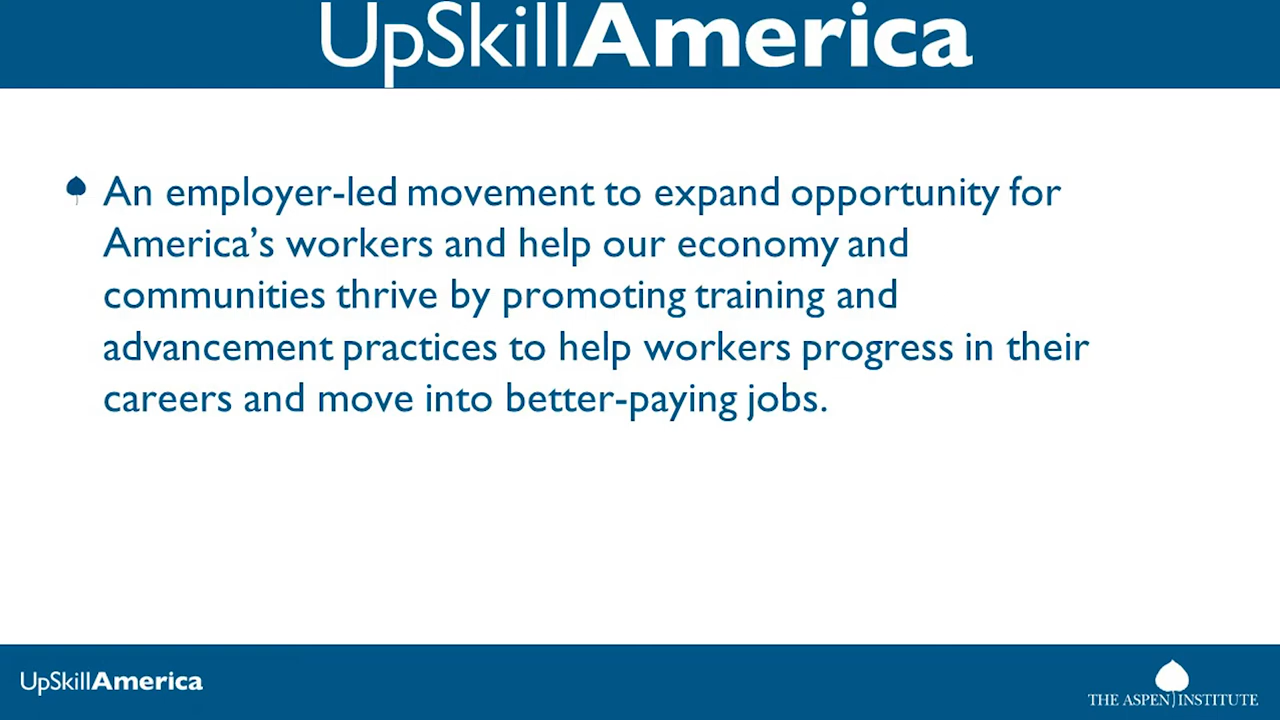 UpSkillAmerica
An employer-led movement to expand opportunity for
America’s workers and help our economy and
communities thrive by promoting training and
advancement practices to help workers progress in their
careers and move into better-paying jobs.
UpSkillAmerica
THE ASPEN INSTITUTE